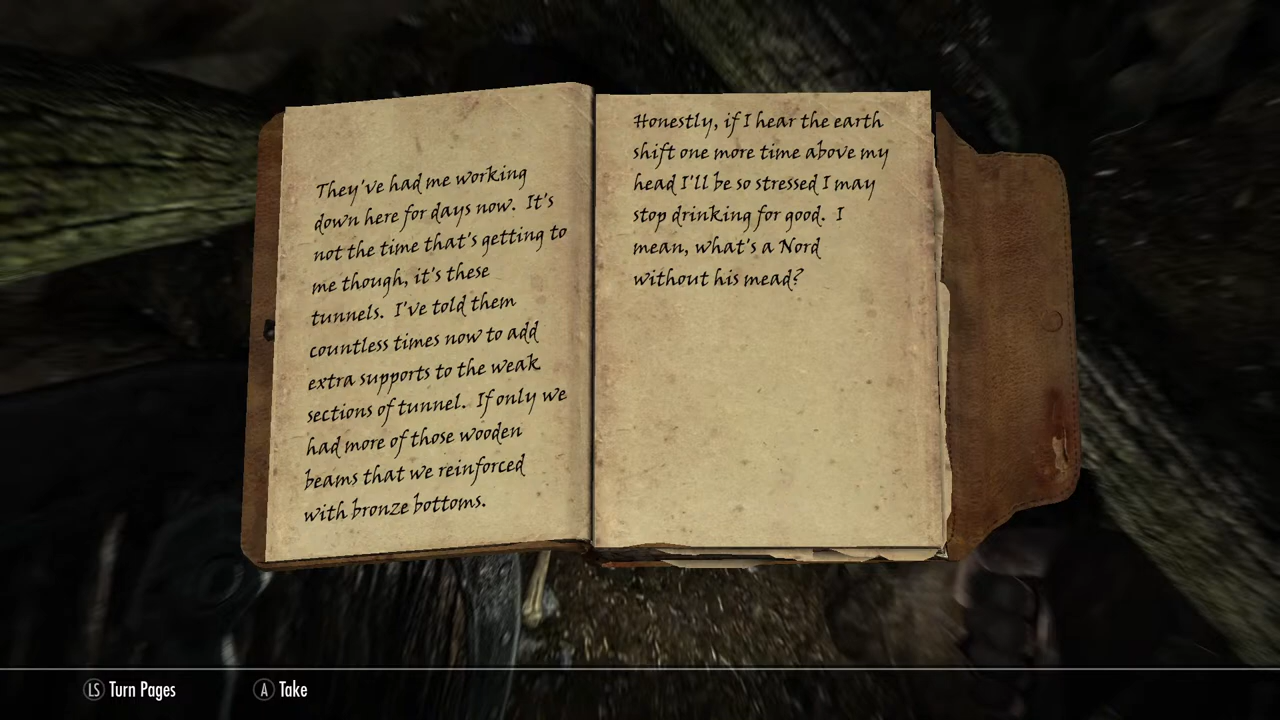 They've had me working
down here for days now.  It's
not the time that's getting to
me though, it's these
tunnels.  I've told them
countless times now to add
extra supports to the weak
sections of tunnel.  If only we
had more of those wooden
beams that we reinforced
with bronze bottoms.
Honestly, if I hear the earth
shift one more time above my
head I'll be so stressed I may
stop drinking for good.  I
mean, what's a Nord
without his mead?
LS Turn Pages
A Take